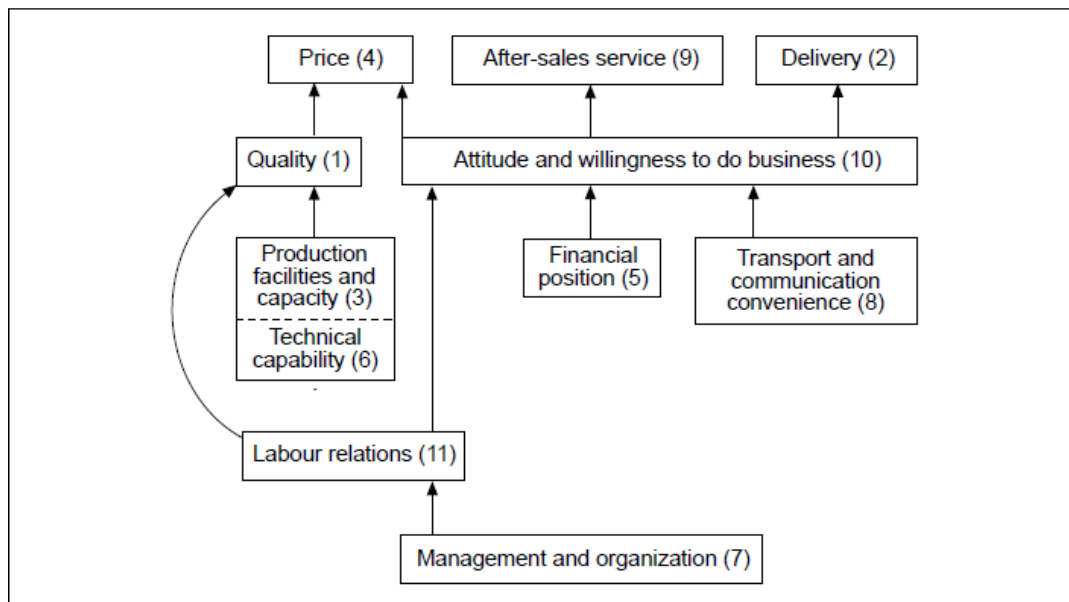 Price (4)
After-sales service (9)
Delivery (2)
Quality (1)
Attitude and willingness to do business (10)
Production
facilities and
capacity (3)
Technical
capability (6)
Financial
position (5)
Transport and
communication
convenience (8)
Labour relations (11)
Management and organization (7)